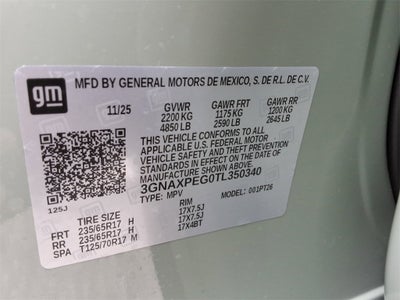 gm
MFD BY GENERAL MOTORS DE MEXICO, S. DE R.L. DE C.V.
11/25 GVWR GAWR FRT GAWR RR
2200 KG 1175 KG 1200 KG
4850 LB 2590 LB 2645 LB
THIS VEHICLE CONFORMS TO ALL
APPLICABLE U.S. FEDERAL MOTOR
VEHICLE SAFETY, BUMPER, AND THEFT
PREVENTION STANDARDS IN EFFECT ON
THE DATE OF MANUFACTURE SHOWN ABOVE.
3GNAXPEG0TL350340
TYPE: MPV MODEL: 001P726
125J
TIRE SIZE RIM
FRT 235/65R17 H 17X7.5J
RR 235/65R17 H 17X7.5J
SPA T125/70R17 M 17X4BT